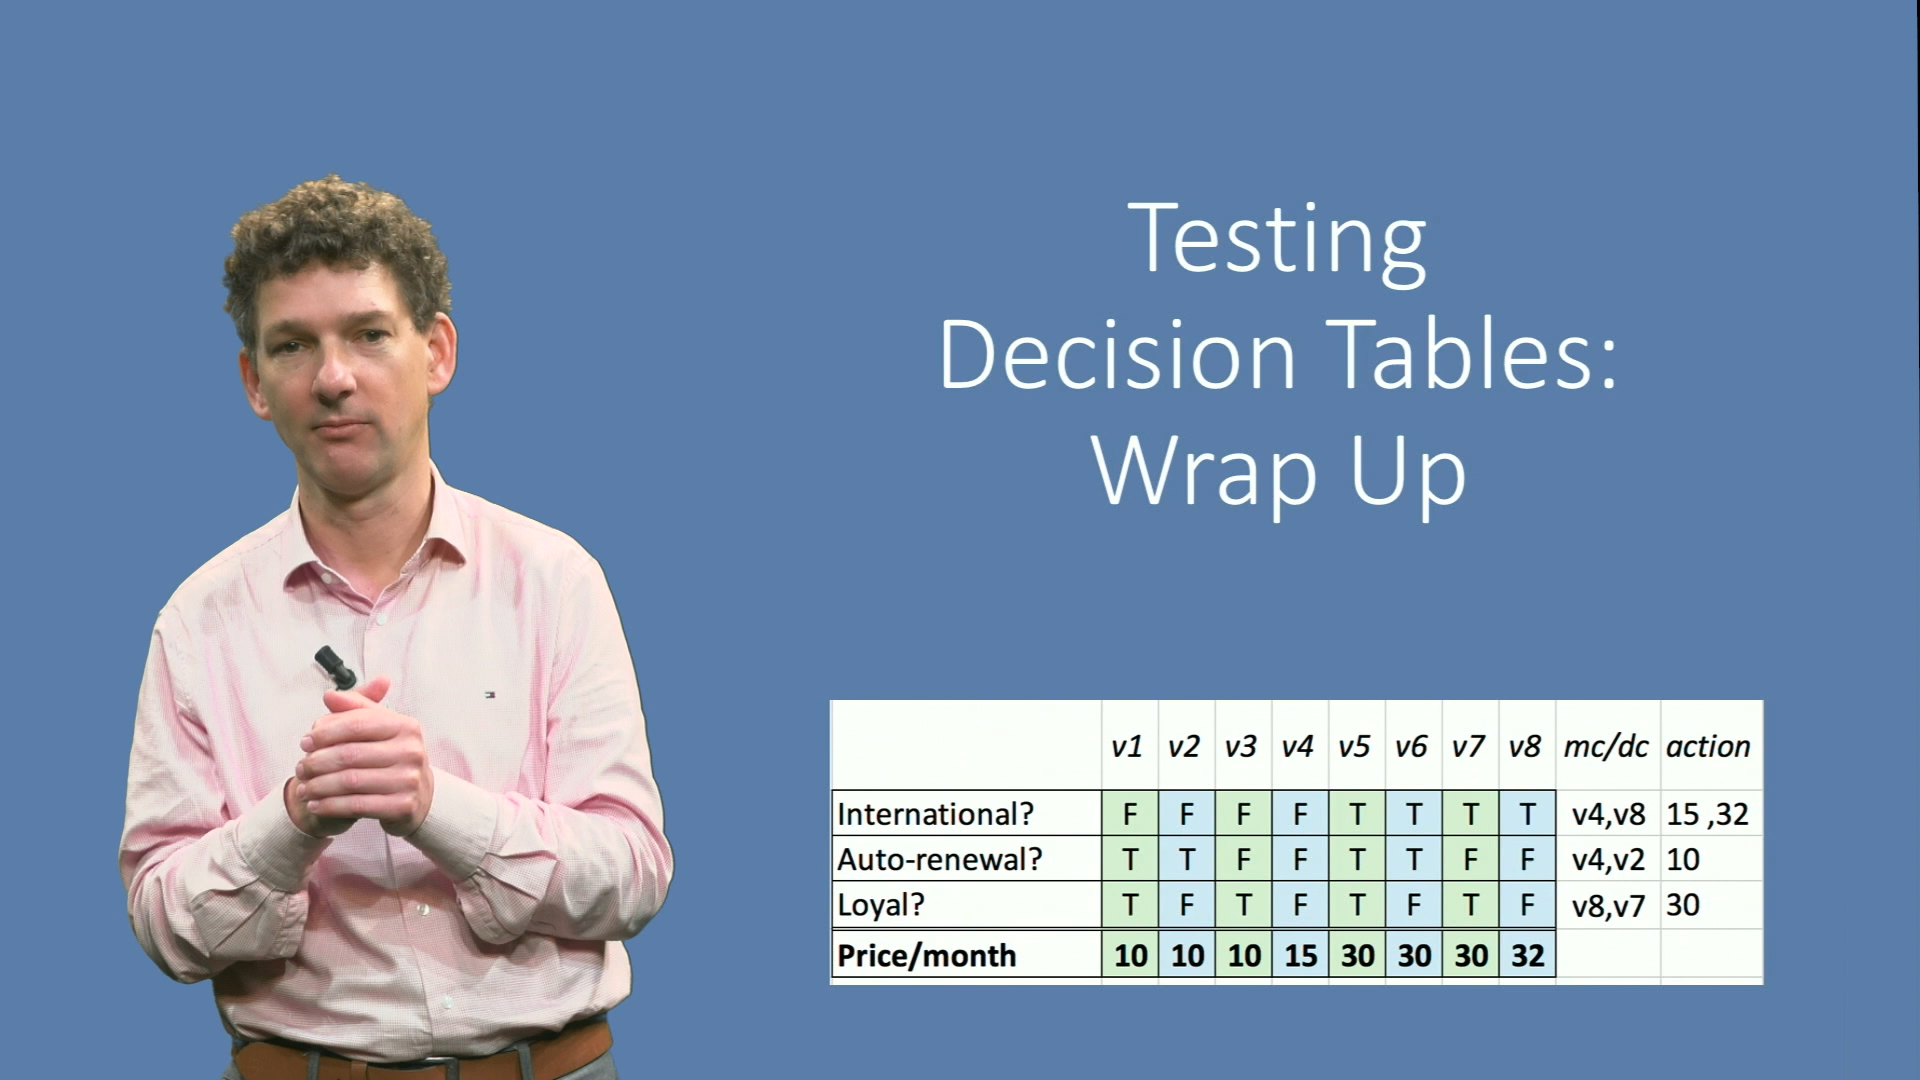 Testing
Decision Tables:
Wrap Up
v1 v2 v3 v4 v5 v6 v7 v8 mc/dc action
International? F F F F T T T T v4,v8 15 ,32
Auto-renewal? T T F F T T F F v4,v2 10
Loyal? T F T F T F T F v8,v7 30
Price/month 10 10 10 15 30 30 30 32